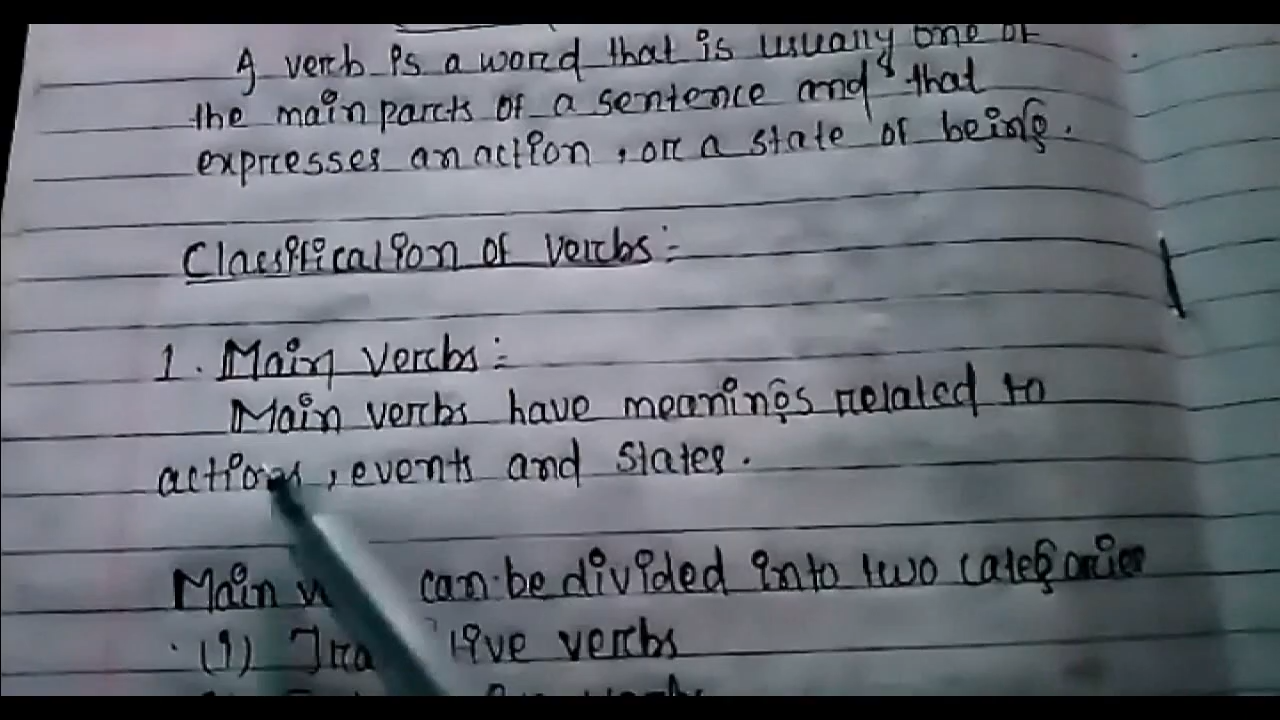 A verb is a word that is usually one of
the main parts of a sentence and that
expresses an action, or a state of being.
Classification of verbs:-
1. Main verbs:-
Main verbs have meanings related to
actions, events and states.
Main can be divided into two categories
(i) verbs